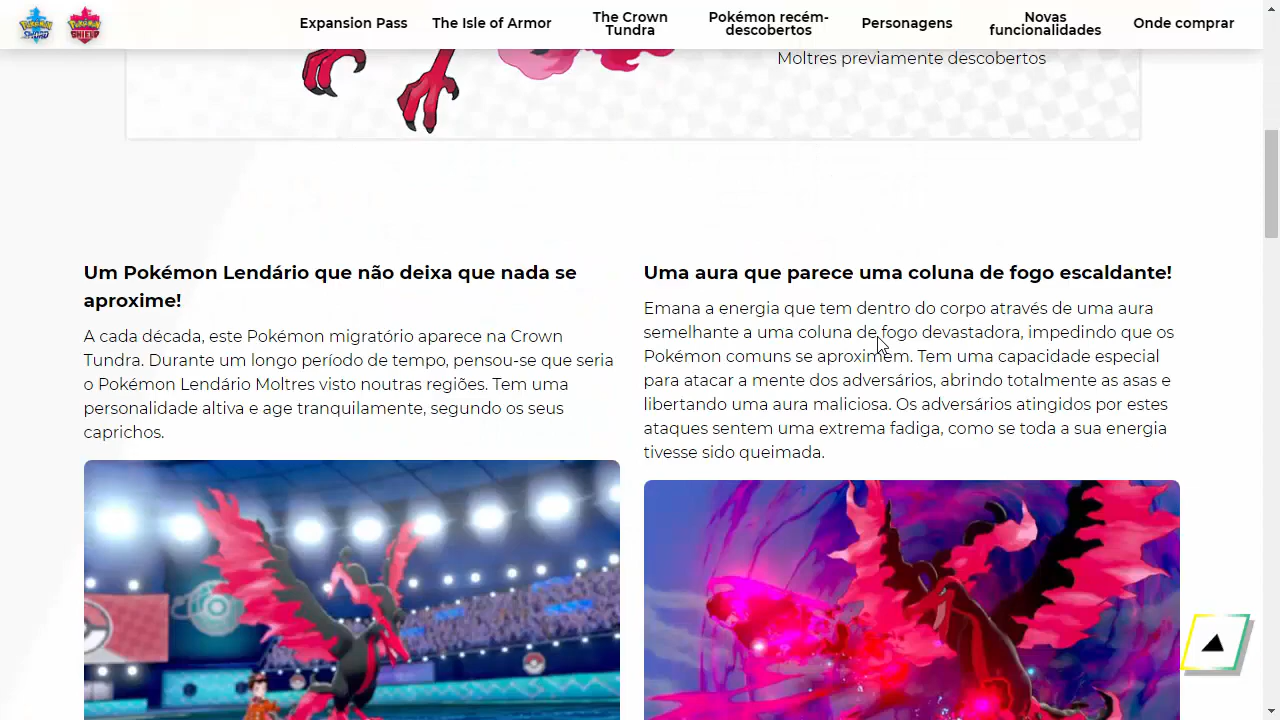 Expansion Pass
The Isle of Armor
The Crown
Tundra
Pokémon recém-
descobertos
Personagens
Novas
funcionalidades
Onde comprar
Moltres previamente descobertos
Um Pokémon Lendário que não deixa que nada se
aproxime!
A cada década, este Pokémon migratório aparece na Crown
Tundra. Durante um longo período de tempo, pensou-se que seria
o Pokémon Lendário Moltres visto noutras regiões. Tem uma
personalidade altiva e age tranquilamente, segundo os seus
caprichos.
Uma aura que parece uma coluna de fogo escaldante!
Emana a energia que tem dentro do corpo através de uma aura
semelhante a uma coluna de fogo devastadora, impedindo que os
Pokémon comuns se aproximem. Tem uma capacidade especial
para atacar a mente dos adversários, abrindo totalmente as asas e
libertando uma aura maliciosa. Os adversários atingidos por estes
ataques sentem uma extrema fadiga, como se toda a sua energia
tivesse sido queimada.